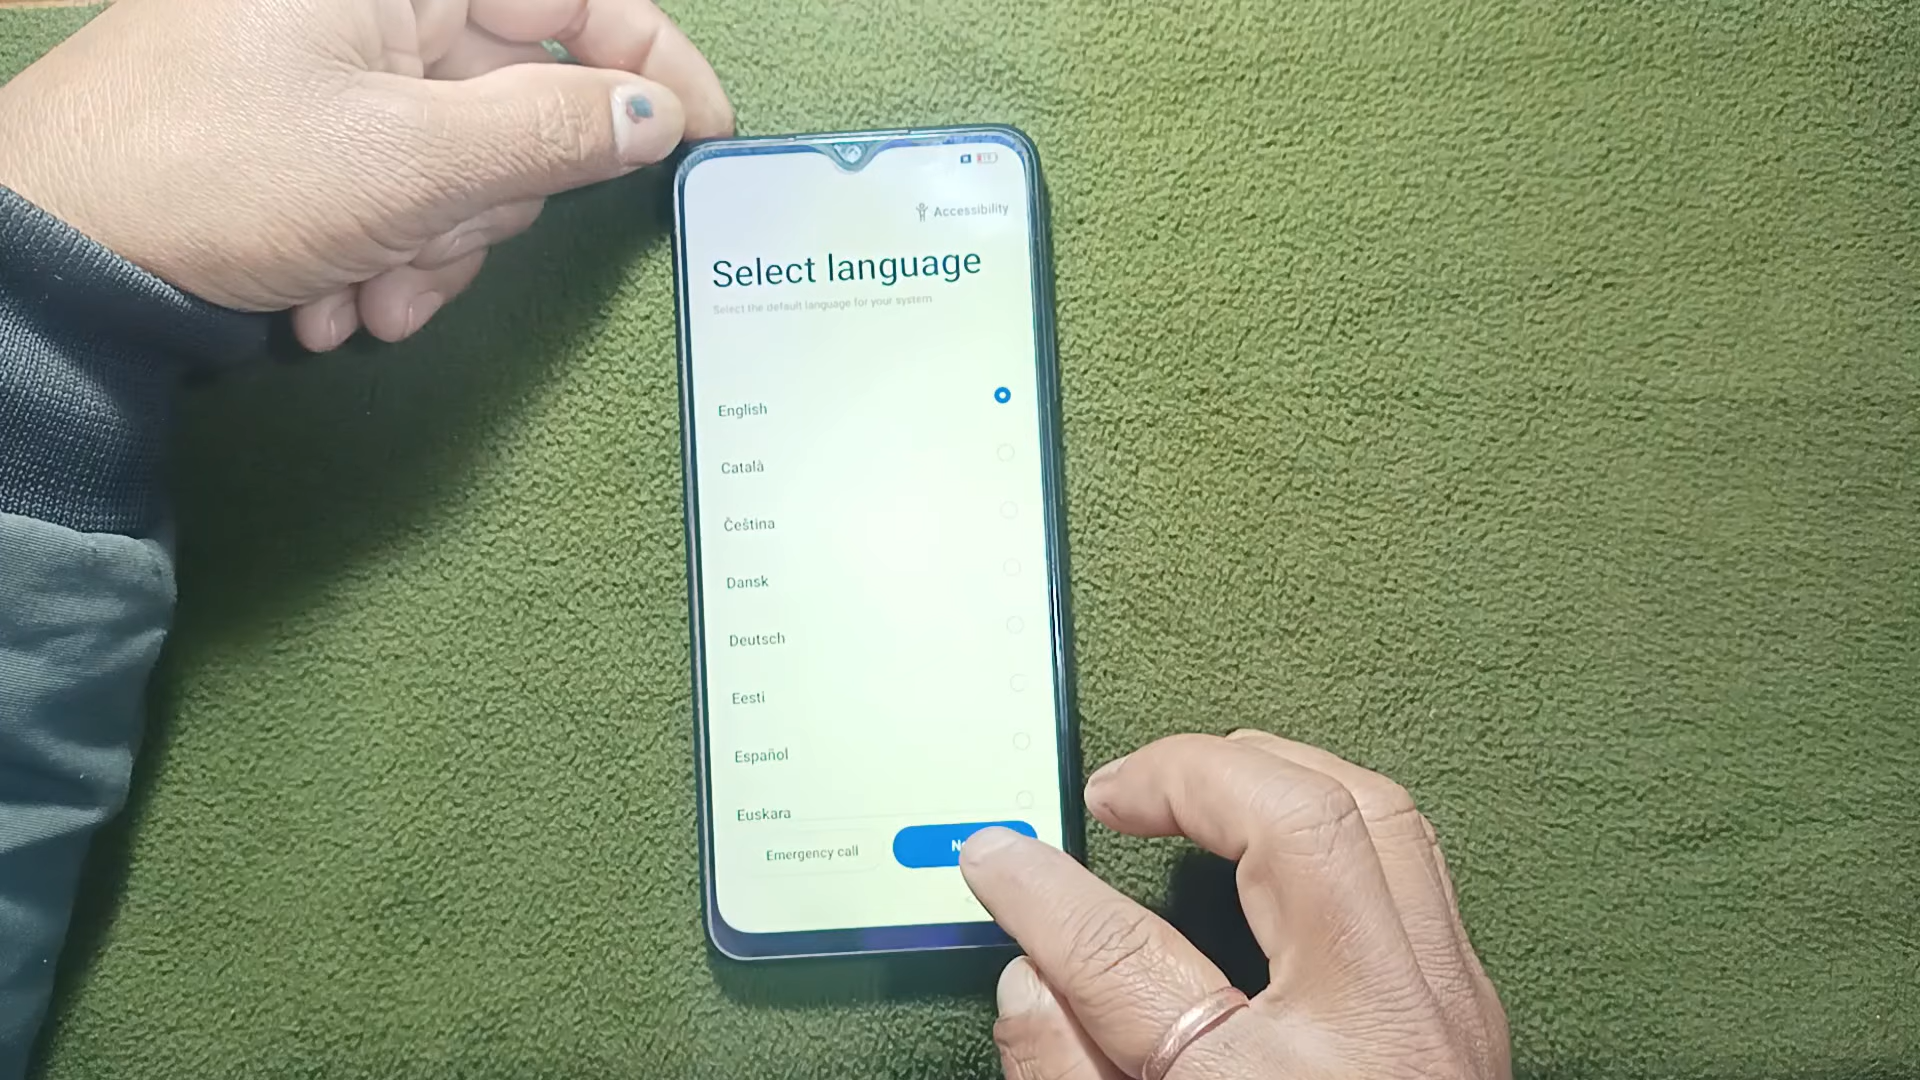 Accessibility
Select language
Select the default language for your system
English
Català
Čeština
Dansk
Deutsch
Eesti
Español
Euskara
Emergency call